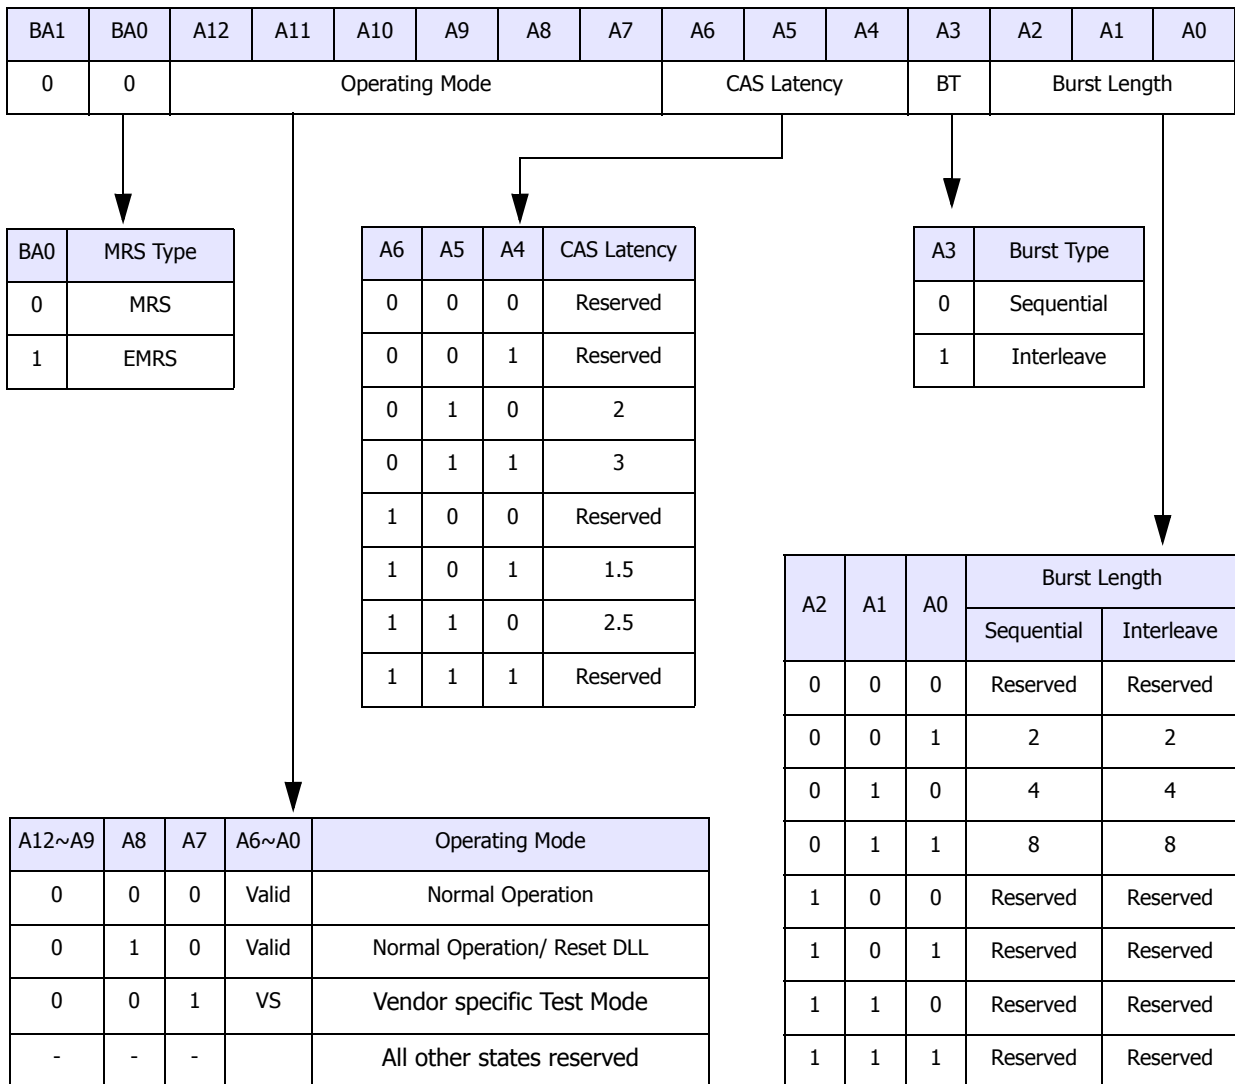 BA1 BA0 A12 A11 A10 A9 A8 A7 A6 A5 A4 A3 A2 A1 A0
0 0 Operating Mode CAS Latency BT Burst Length
BA0 MRS Type
0 MRS
1 EMRS
A6 A5 A4 CAS Latency
0 0 0 Reserved
0 0 1 Reserved
0 1 0 2
0 1 1 3
1 0 0 Reserved
1 0 1 1.5
1 1 0 2.5
1 1 1 Reserved
A3 Burst Type
0 Sequential
1 Interleave
A2 A1 A0 Burst Length
Sequential Interleave
0 0 0 Reserved Reserved
0 0 1 2 2
0 1 0 4 4
0 1 1 8 8
1 0 0 Reserved Reserved
1 0 1 Reserved Reserved
1 1 0 Reserved Reserved
1 1 1 Reserved Reserved
A12~A9 A8 A7 A6~A0 Operating Mode
0 0 0 Valid Normal Operation
0 1 0 Valid Normal Operation/ Reset DLL
0 0 1 VS Vendor specific Test Mode
- - - All other states reserved